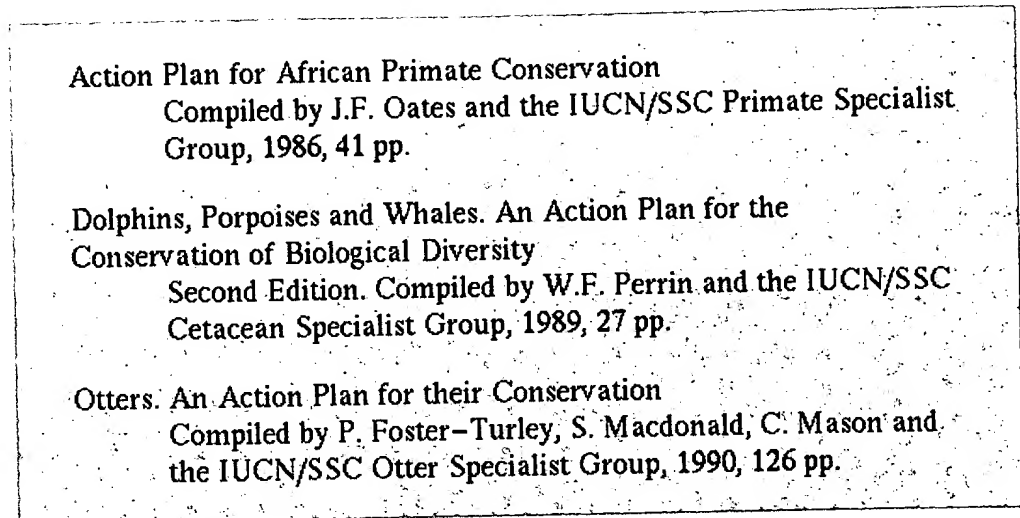 Action Plan for African Primate Conservation
Compiled by J.F. Oates and the IUCN/SSC Primate Specialist
Group, 1986, 41 pp.
Dolphins, Porpoises and Whales. An Action Plan for the
Conservation of Biological Diversity
Second Edition. Compiled by W.F. Perrin and the IUCN/SSC
Cetacean Specialist Group, 1989, 27 pp.
Otters. An Action Plan for their Conservation
Compiled by P. Foster-Turley, S. Macdonald, C. Mason and
the IUCN/SSC Otter Specialist Group, 1990, 126 pp.